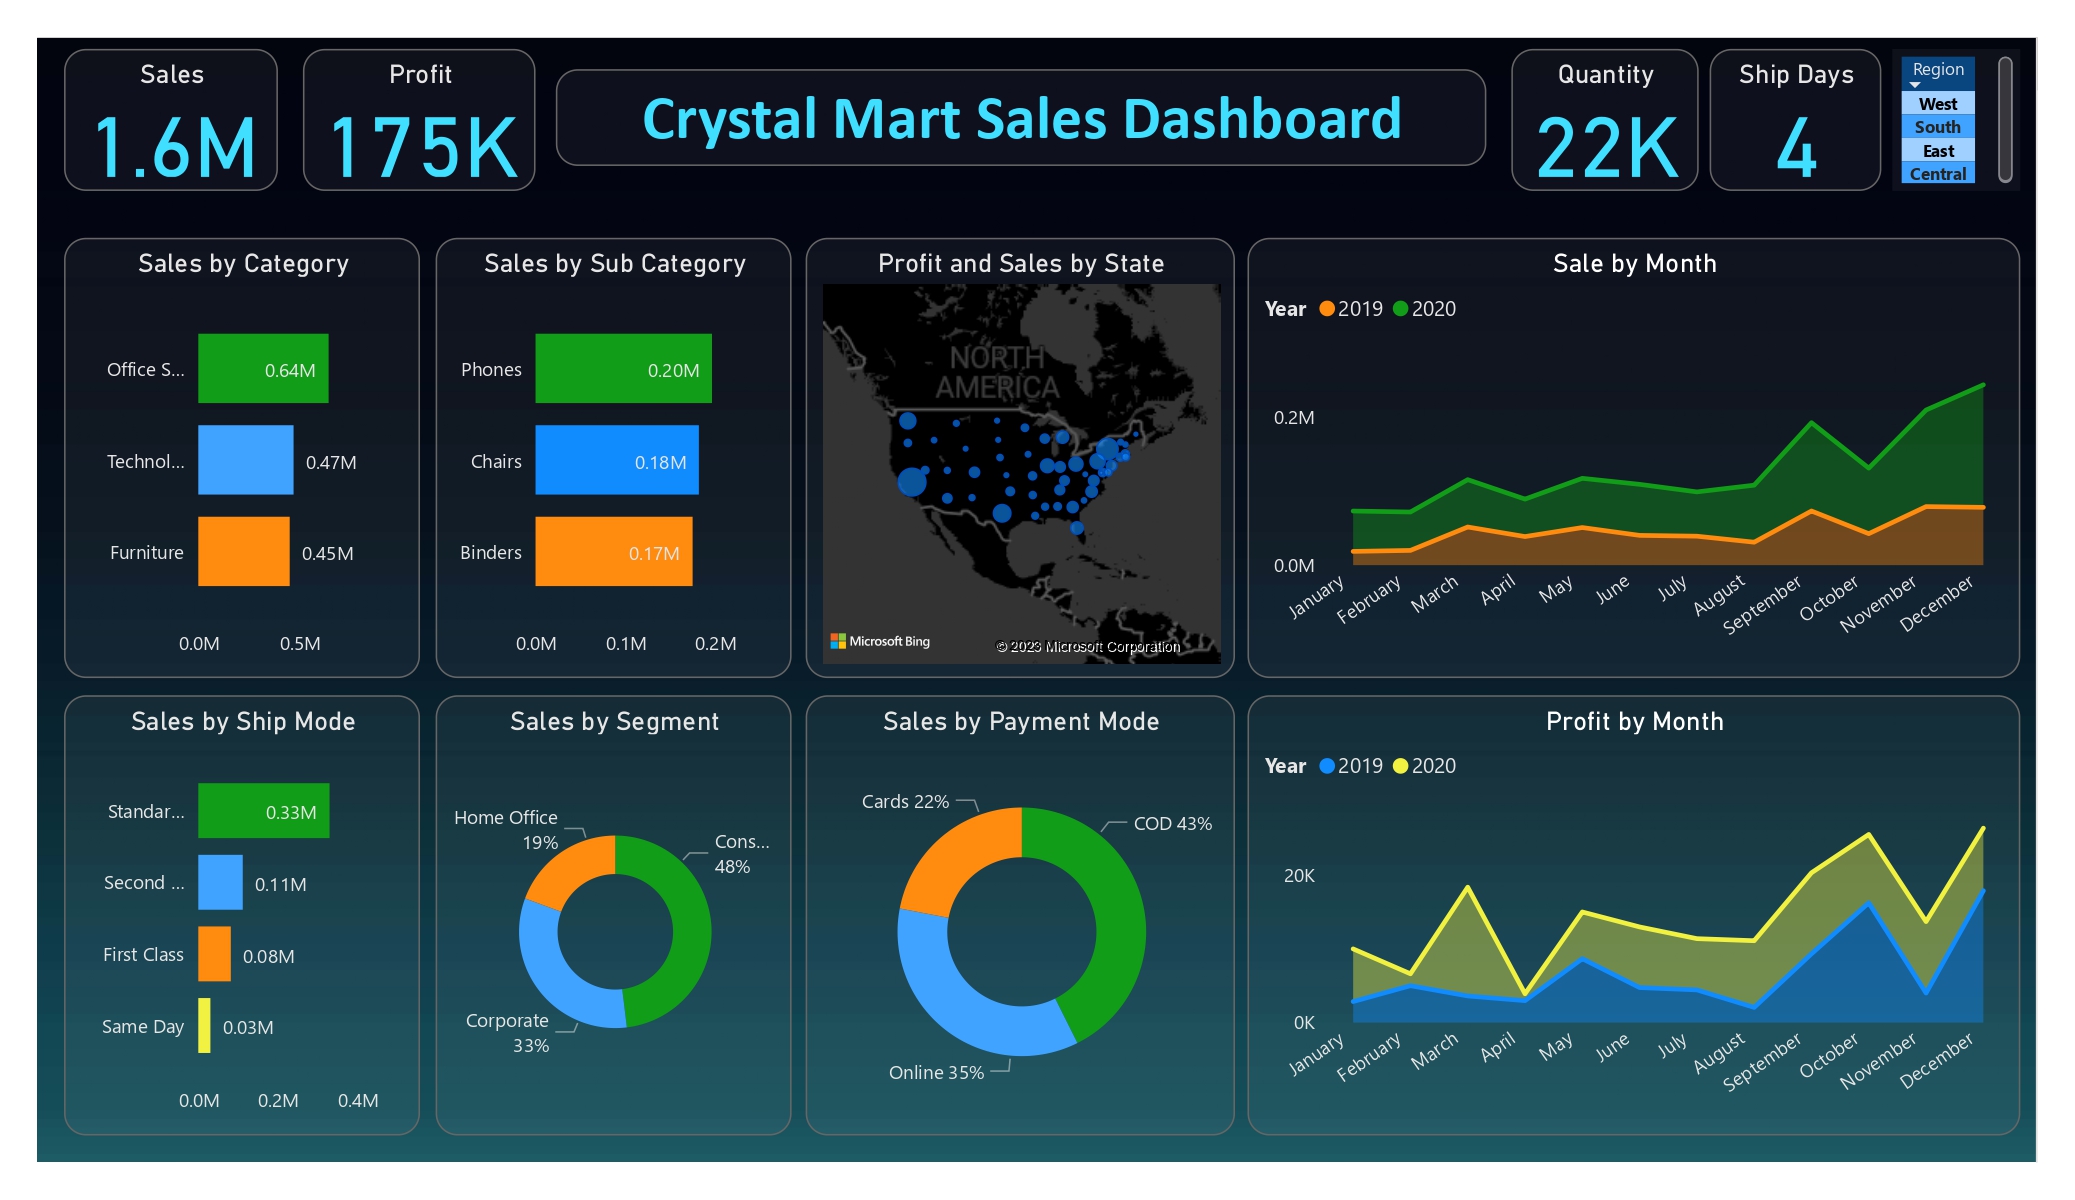 Sales
1.6M
Profit
175K
Crystal Mart Sales Dashboard
Quantity
22K
Ship Days
4
Region
West
South
East
Central
Sales by Category
Office S...
0.64M
Technol...
0.47M
Furniture
0.45M
0.0M 0.5M
Sales by Sub Category
Phones
0.20M
Chairs
0.18M
Binders
0.17M
0.0M 0.1M 0.2M
Profit and Sales by State
NORTH
AMERICA
Microsoft Bing
© 2023 Microsoft Corporation
Sale by Month
Year 2019 2020
0.2M
0.0M
January February March April May June July August September October November December
Sales by Ship Mode
Standar...
0.33M
Second ...
0.11M
First Class
0.08M
Same Day
0.03M
0.0M 0.2M 0.4M
Sales by Segment
Home Office
19%
Cons...
48%
Corporate
33%
Sales by Payment Mode
Cards 22%
COD 43%
Online 35%
Profit by Month
Year 2019 2020
20K
0K
January February March April May June July August September October November December